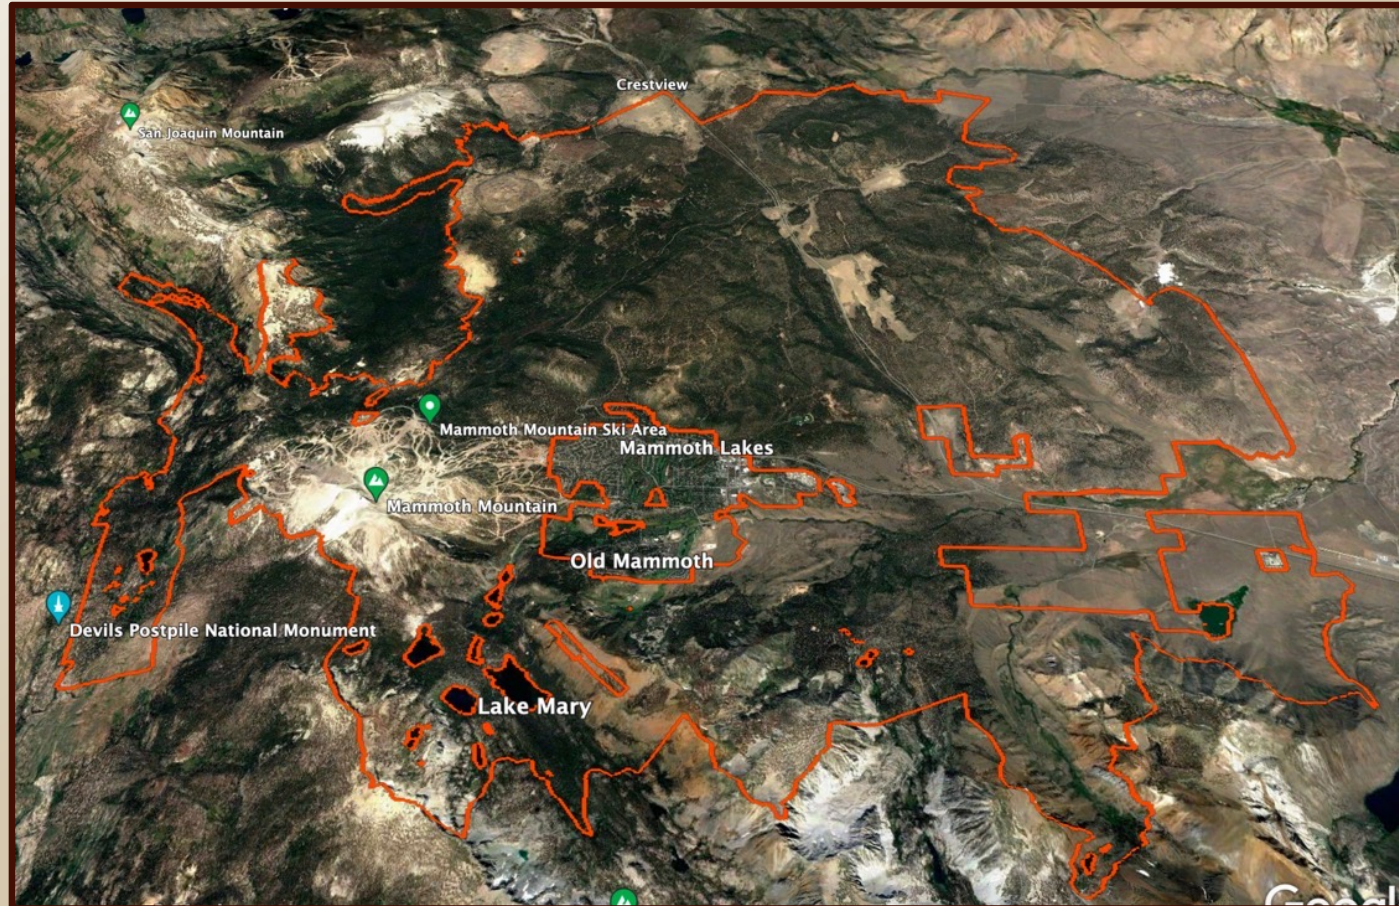 Crestview
San Joaquin Mountain
Mammoth Mountain Ski Area
Mammoth Lakes
Mammoth Mountain
Old Mammoth
Devils Postpile National Monument
Lake Mary